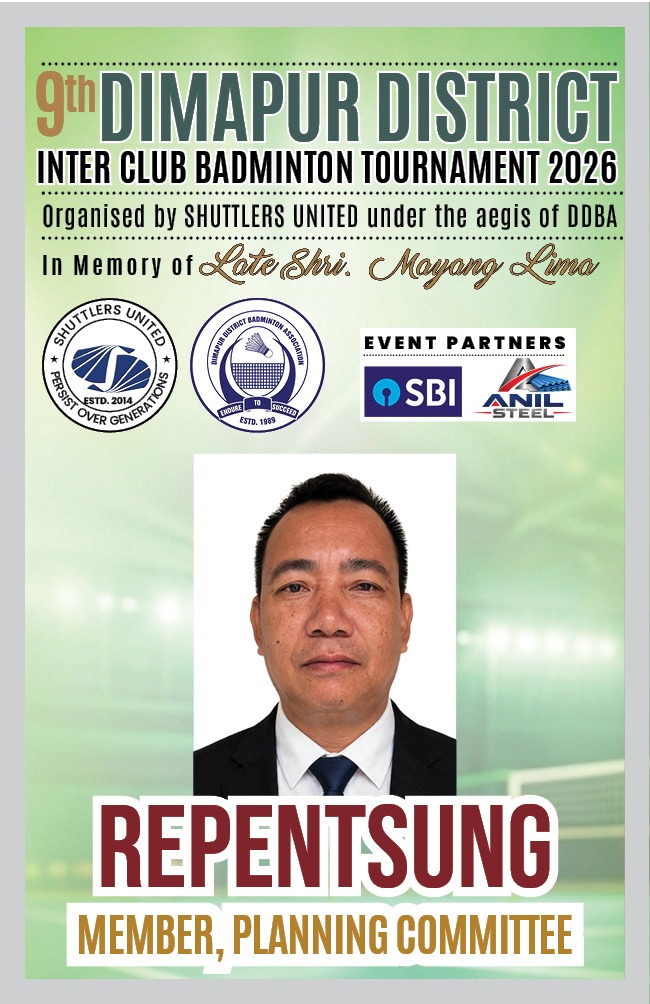 9th DIMAPUR DISTRICT
INTER CLUB BADMINTON TOURNAMENT 2026
Organised by SHUTTLERS UNITED under the aegis of DDBA
In Memory of Late Shri. Mayang Lima
SHUTTLERS UNITED
ESTD. 2014
PERSIST OVER GENERATIONS
DIMAPUR DISTRICT BADMINTON ASSOCIATION
ENDURE TO SUCCEED
ESTD. 1989
EVENT PARTNERS
SBI
ANIL
STEEL
REPENTSUNG
MEMBER, PLANNING COMMITTEE